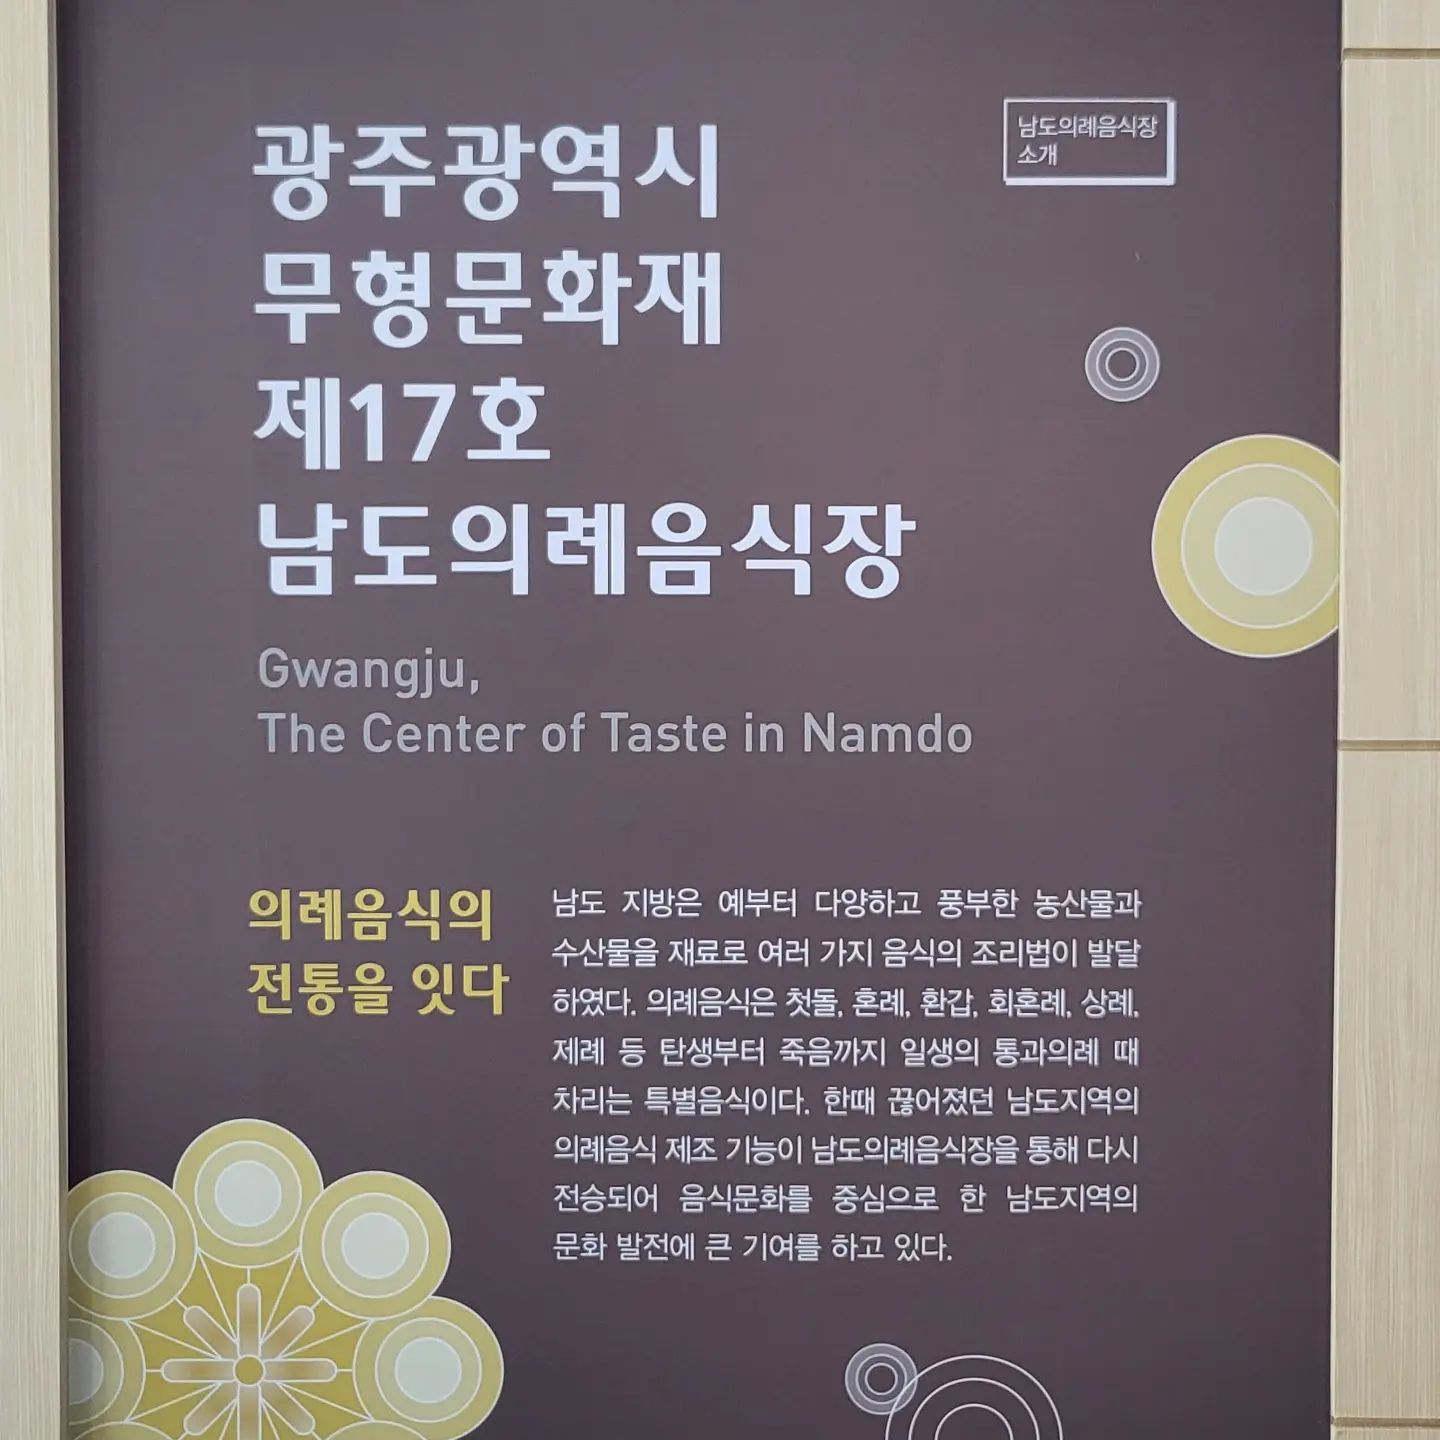 남도의례음식장
소개
광주광역시
무형문화재
제17호
남도의례음식장
Gwangju,
The Center of Taste in Namdo
의례음식의
전통을 잇다
남도 지방은 예부터 다양하고 풍부한 농산물과
수산물을 재료로 여러 가지 음식의 조리법이 발달
하였다. 의례음식은 첫돌, 혼례, 환갑, 회혼례, 상례,
제례 등 탄생부터 죽음까지 일생의 통과의례 때
차리는 특별음식이다. 한때 끊어졌던 남도지역의
의례음식 제조 기능이 남도의례음식장을 통해 다시
전승되어 음식문화를 중심으로 한 남도지역의
문화 발전에 큰 기여를 하고 있다.